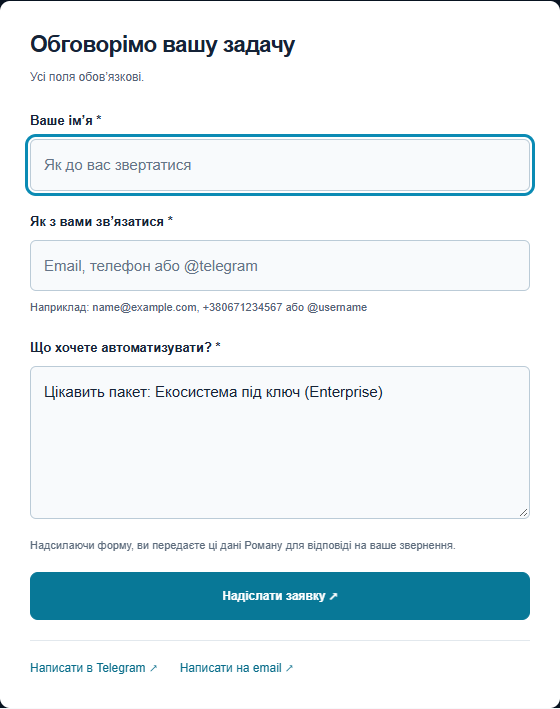 Обговорімо вашу задачу
Усі поля обов’язкові.
Ваше ім’я *
Як до вас звертатися
Як з вами зв’язатися *
Email, телефон або @telegram
Наприклад: name@example.com, +380671234567 або @username
Що хочете автоматизувати? *
Цікавить пакет: Екосистема під ключ (Enterprise)
Надсилаючи форму, ви передаєте ці дані Роману для відповіді на ваше звернення.
Надіслати заявку ↗
Написати в Telegram ↗ Написати на email ↗